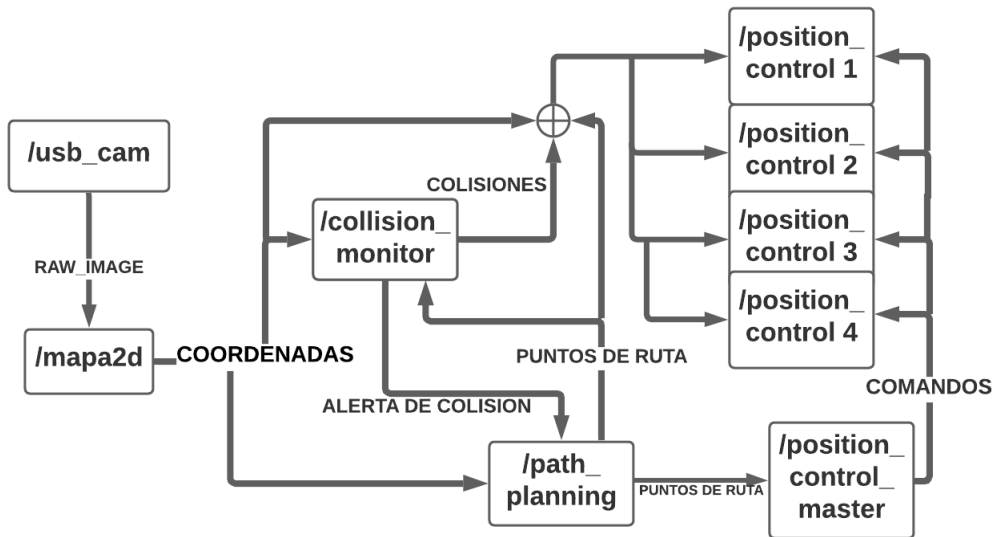 /position_
control 1
/usb_cam
/position_
control 2
COLISIONES
/collision_
monitor
/position_
control 3
RAW_IMAGE
/position_
control 4
/mapa2d
COORDENADAS
PUNTOS DE RUTA
COMANDOS
ALERTA DE COLISION
/path_
planning
PUNTOS DE RUTA
/position_
control_
master